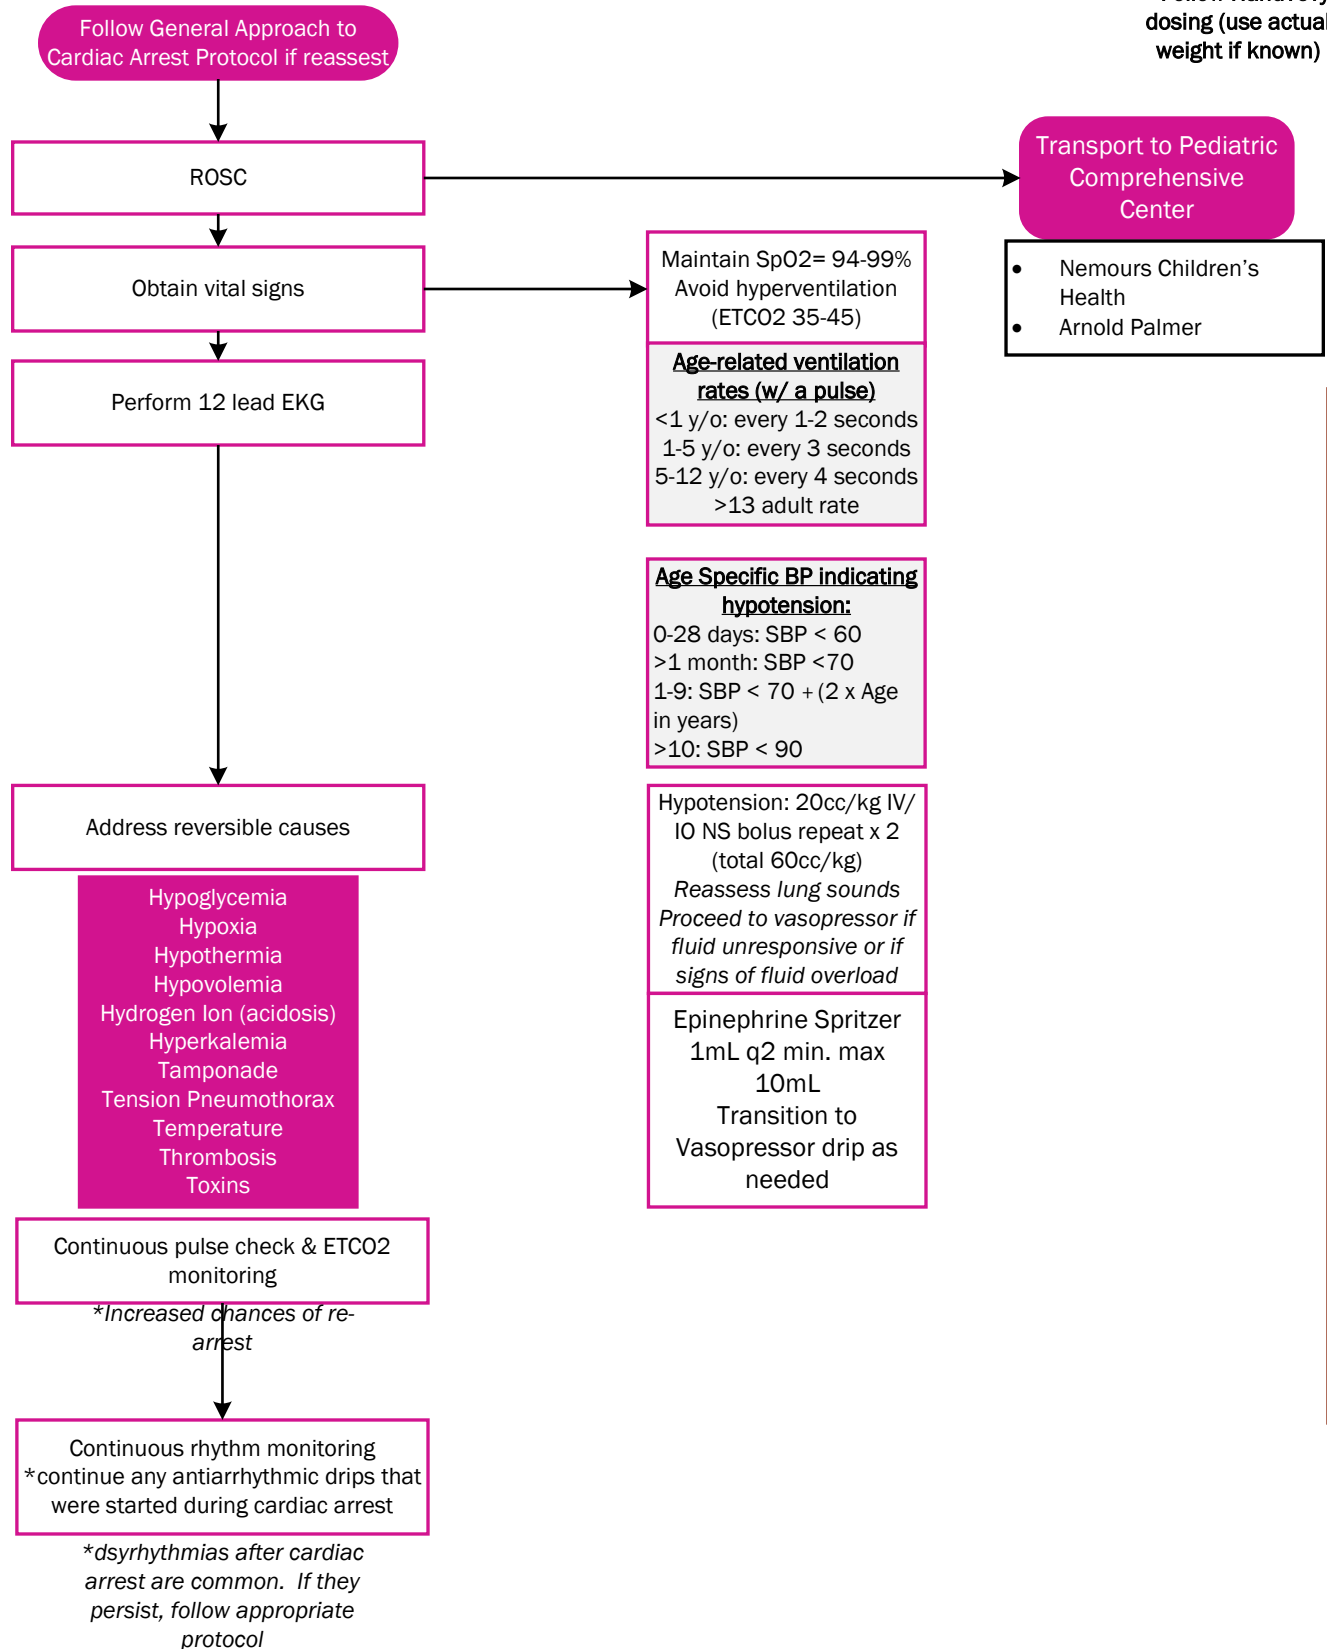 dosing (use actual
weight if known)
Follow General Approach to
Cardiac Arrest Protocol if reassest
ROSC
Transport to Pediatric
Comprehensive
Center
• Nemours Children's
Health
• Arnold Palmer
Obtain vital signs
Maintain SpO2= 94-99%
Avoid hyperventilation
(ETCO2 35-45)
Age-related ventilation
rates (w/ a pulse)
<1 y/o: every 1-2 seconds
1-5 y/o: every 3 seconds
5-12 y/o: every 4 seconds
>13 adult rate
Perform 12 lead EKG
Age Specific BP indicating
hypotension:
0-28 days: SBP < 60
>1 month: SBP <70
1-9: SBP < 70 + (2 x Age
in years)
>10: SBP < 90
Address reversible causes
Hypoglycemia
Hypoxia
Hypothermia
Hypovolemia
Hydrogen Ion (acidosis)
Hyperkalemia
Tamponade
Tension Pneumothorax
Temperature
Thrombosis
Toxins
Hypotension: 20cc/kg IV/
IO NS bolus repeat x 2
(total 60cc/kg)
Reassess lung sounds
Proceed to vasopressor if
fluid unresponsive or if
signs of fluid overload
Epinephrine Spritzer
1mL q2 min. max
10mL
Transition to
Vasopressor drip as
needed
Continuous pulse check & ETCO2
monitoring
*Increased chances of re-
arrest
Continuous rhythm monitoring
*continue any antiarrhythmic drips that
were started during cardiac arrest
*dsyrhythmias after cardiac
arrest are common.  If they
persist, follow appropriate
protocol